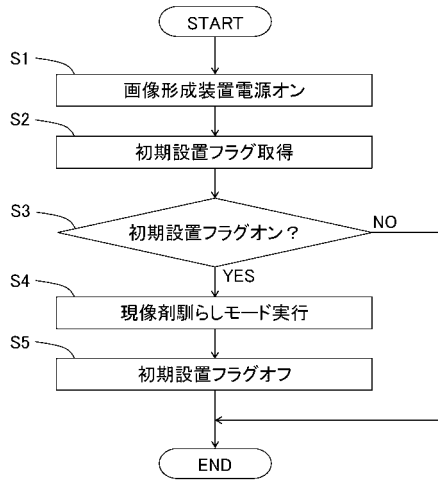 START
S1
画像形成装置電源オン
S2
初期設置フラグ取得
S3
初期設置フラグオン?
NO
YES
S4
現像剤馴らしモード実行
S5
初期設置フラグオフ
END